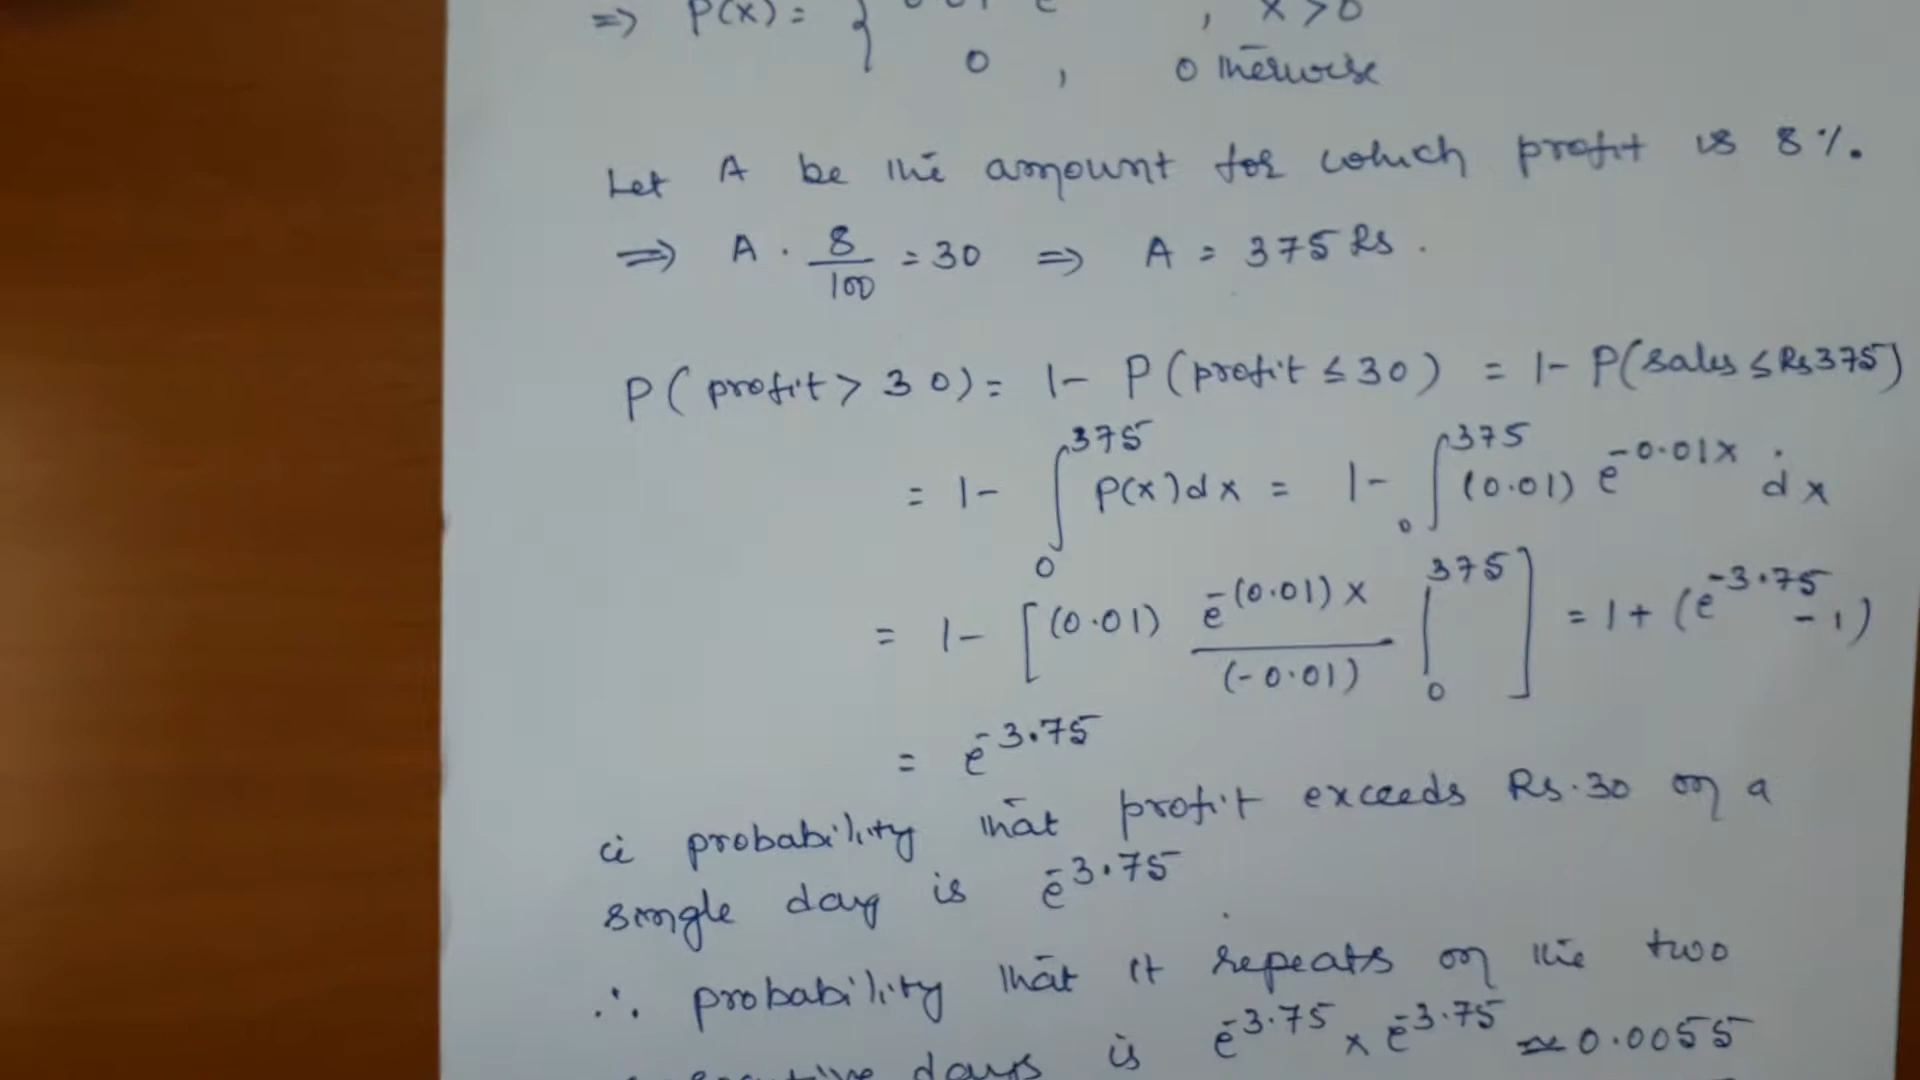 => P(x) = { , x > 0
0 , otherwise
Let A be the amount for which profit is 8%.
=> A . 8/100 = 30 => A = 375 Rs .
P( profit > 30) = 1 - P(profit ≤ 30) = 1 - P(sales ≤ Rs 375)
= 1 - ∫₀³⁷⁵ P(x)dx = 1 - ∫₀³⁷⁵ (0.01) e^{-0.01x} dx
= 1 - [(0.01) e^{-(0.01)x}/(-0.01) |₀³⁷⁵] = 1 + (e^{-3.75} - 1)
= e^{-3.75}
ie probability that profit exceeds Rs. 30 on a
single day is e^{-3.75}
∴ probability that it repeats on the two
days is e^{-3.75} x e^{-3.75} ≈ 0.0055